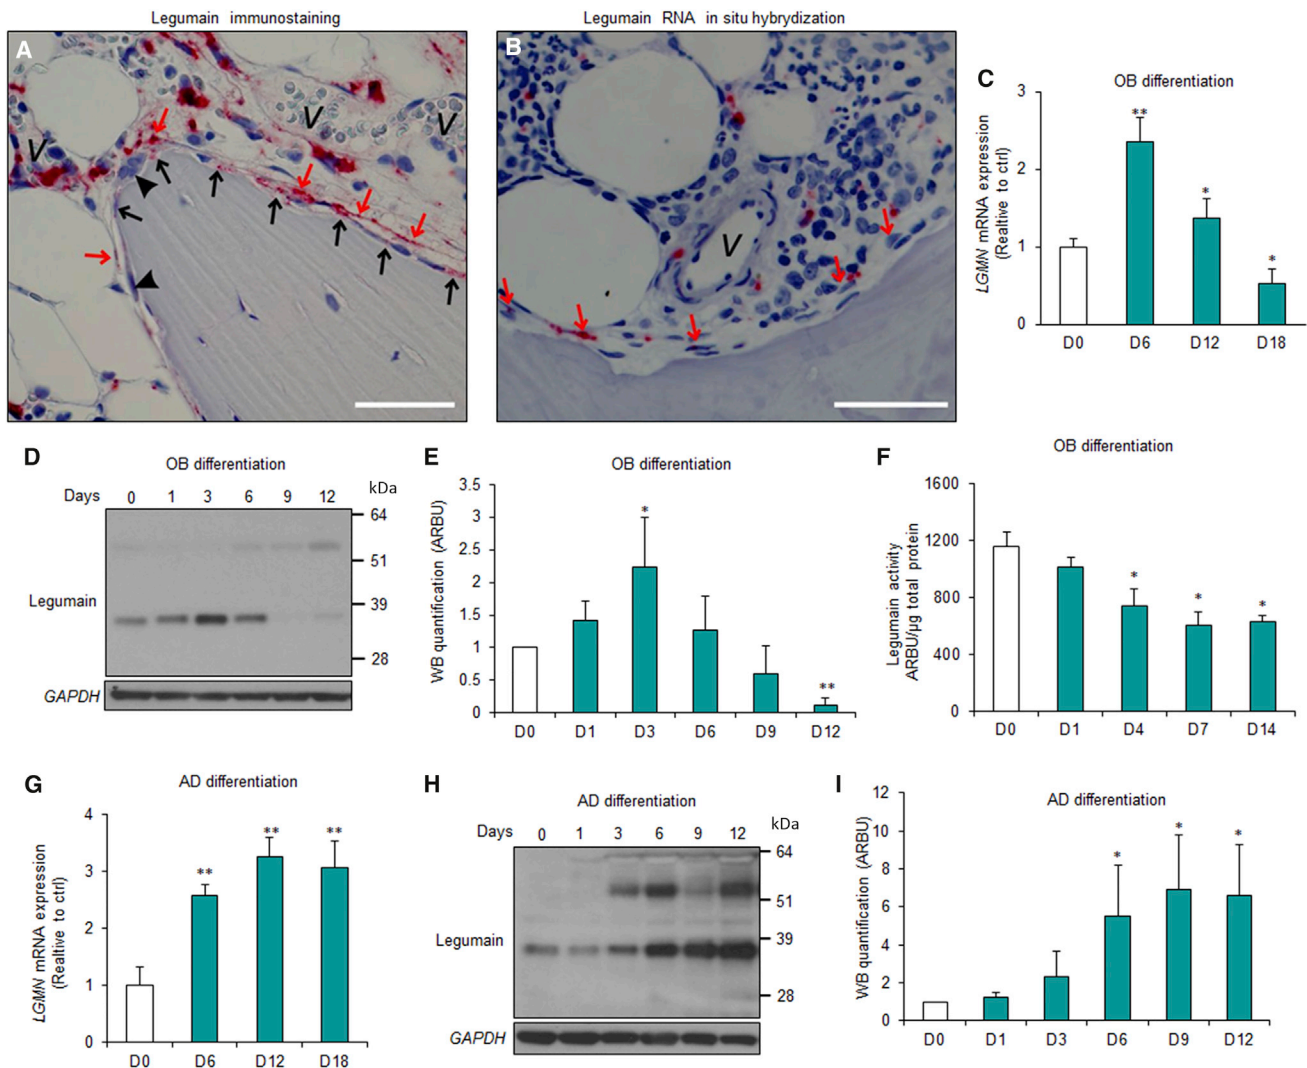 Legumain immunostaining
Legumain RNA in situ hybrydization
A
V
V
V
B
V
C
OB differentiation
LGMN mRNA expression
(Realtive to ctrl)
3
2
1
0
**
*
*
D0 D6 D12 D18
D
OB differentiation
Days 0 1 3 6 9 12 kDa
64
51
39
28
Legumain
GAPDH
E
OB differentiation
WB quantification (ARBU)
3.5
3
2.5
2
1.5
1
0.5
0
*
**
D0 D1 D3 D6 D9 D12
F
OB differentiation
Legumain activity
ARBU/µg total protein
1600
1200
800
400
0
*
*
*
D0 D1 D4 D7 D14
G
AD differentiation
LGMN mRNA expression
(Realtive to ctrl)
4
3
2
1
0
**
**
**
D0 D6 D12 D18
H
AD differentiation
Days 0 1 3 6 9 12 kDa
64
51
39
28
Legumain
GAPDH
I
AD differentiation
WB quantification (ARBU)
12
10
8
6
4
2
0
*
*
*
D0 D1 D3 D6 D9 D12